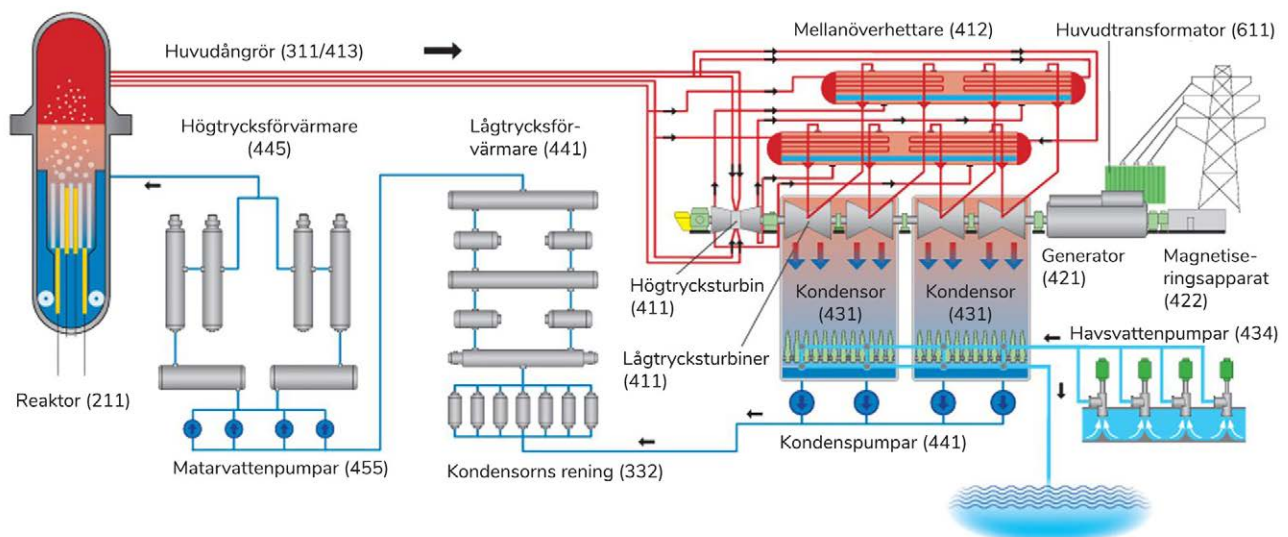 Huvudångrör (311/413)
Mellanöverhettare (412)
Huvudtransformator (611)
Högtrycksförvärmare
(445)
Lågtrycksför-
värmare (441)
Högtrycksturbin
(411)
Kondensor
(431)
Kondensor
(431)
Generator
(421)
Magnetise-
ringsapparat
(422)
Lågtrycksturbiner
(411)
Havsvattenpumpar (434)
Reaktor (211)
Matarvattenpumpar (455)
Kondensorns rening (332)
Kondenspumpar (441)